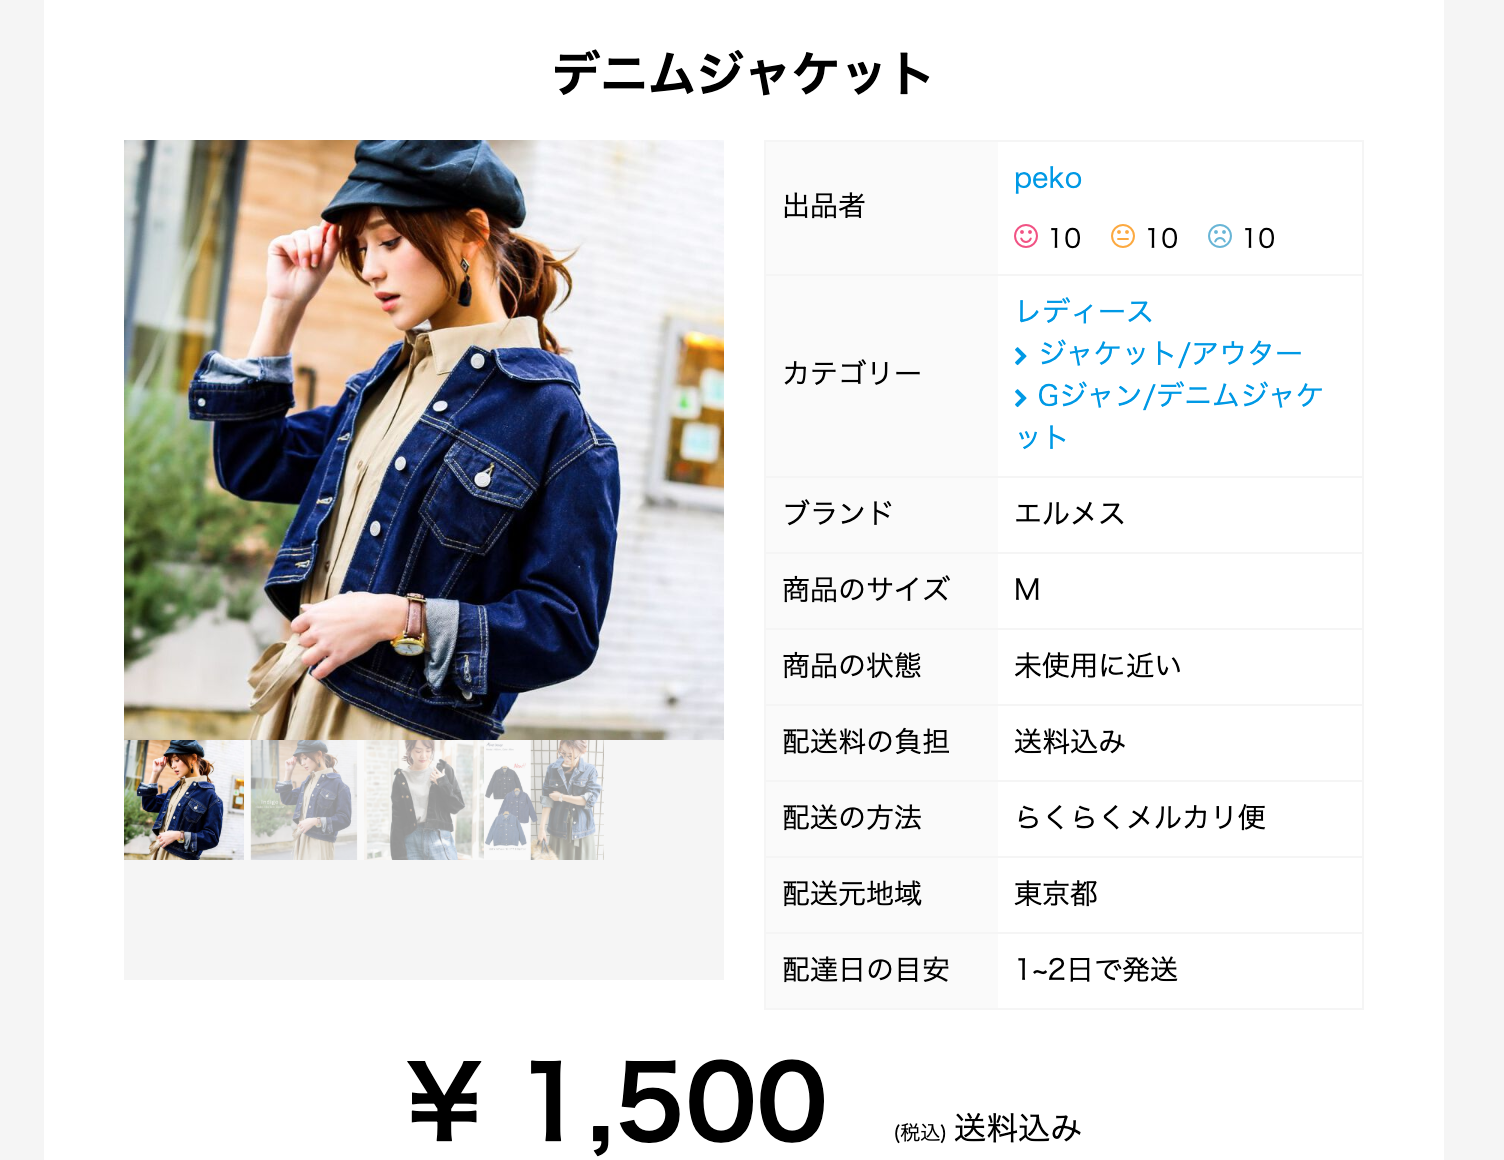 デニムジャケット
出品者
peko
10 10 10
カテゴリー
レディース
ジャケット/アウター
Gジャン/デニムジャケ
ット
ブランド
エルメス
商品のサイズ
M
商品の状態
未使用に近い
配送料の負担
送料込み
配送の方法
らくらくメルカリ便
配送元地域
東京都
配達日の目安
1~2日で発送
¥ 1,500
(税込) 送料込み